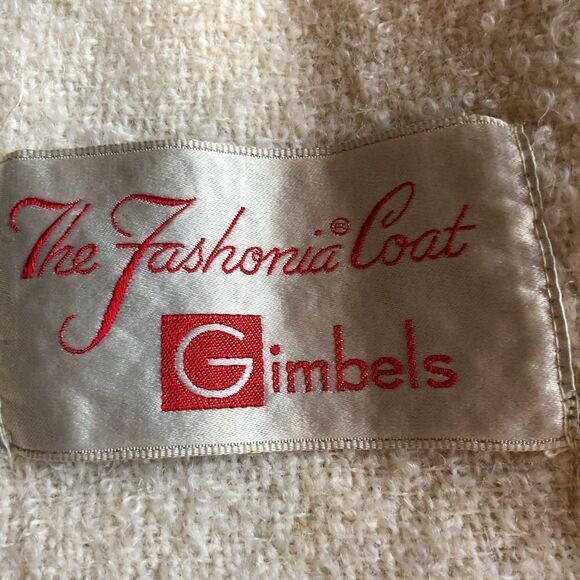 The Fashonia® Coat
Gimbels